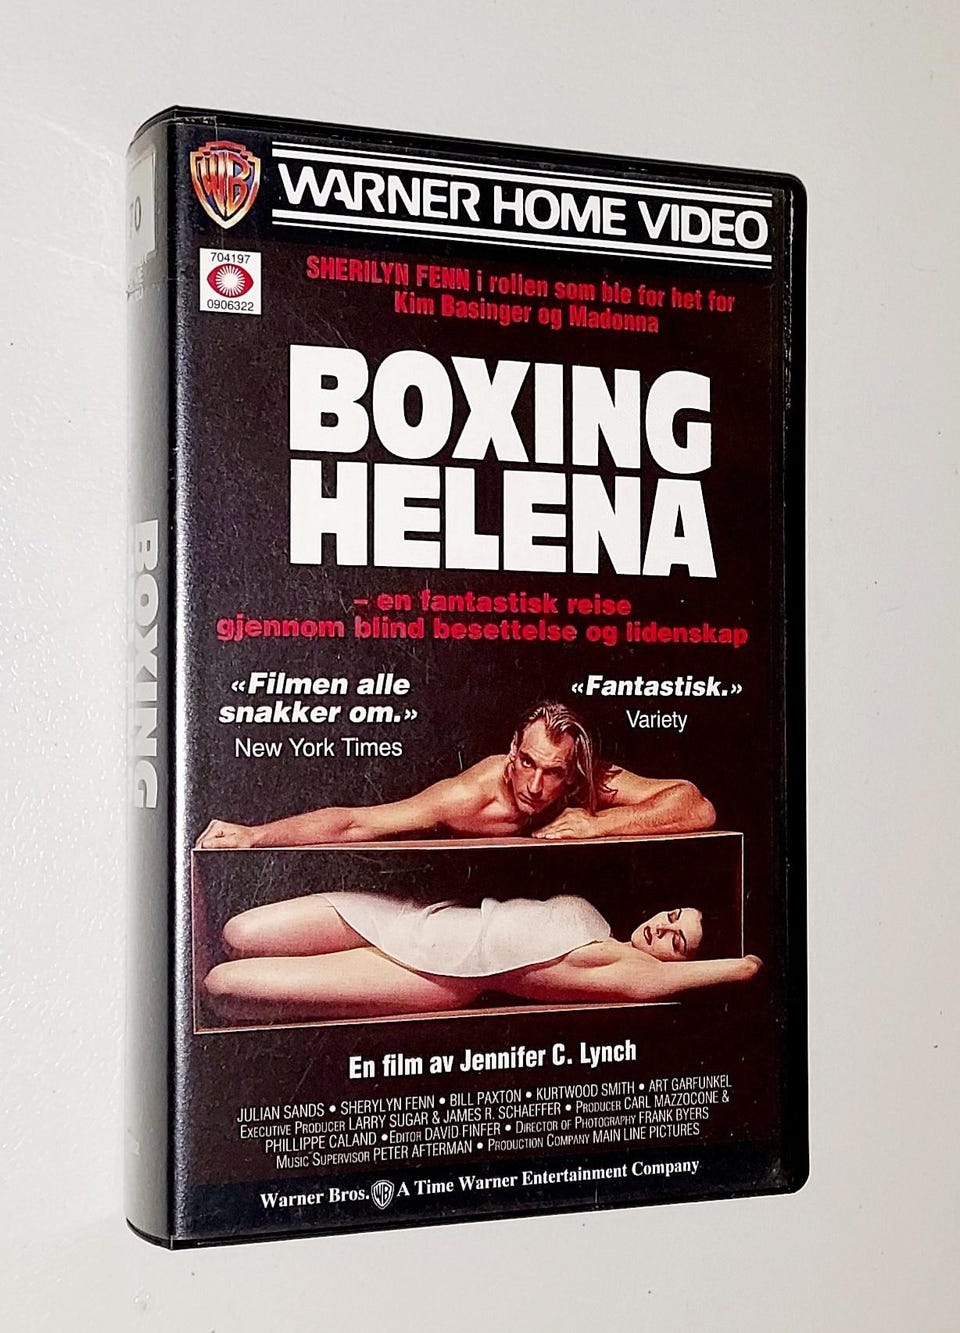 WB
WARNER HOME VIDEO
704197
0906322
SHERILYN FENN i rollen som ble for het for
Kim Basinger og Madonna
BOXING
HELENA
– en fantastisk reise
gjennom blind besettelse og lidenskap
«Filmen alle
snakker om.»
New York Times
«Fantastisk.»
Variety
En film av Jennifer C. Lynch
JULIAN SANDS • SHERYLYN FENN • BILL PAXTON • KURTWOOD SMITH • ART GARFUNKEL
EXECUTIVE PRODUCER LARRY SUGAR & JAMES R. SCHAEFFER • PRODUCER CARL MAZZOCONE &
PHILLIPPE CALAND • EDITOR DAVID FINFER • DIRECTOR OF PHOTOGRAPHY FRANK BYERS
MUSIC SUPERVISOR PETER AFTERMAN • PRODUCTION COMPANY MAIN LINE PICTURES
Warner Bros. WB A Time Warner Entertainment Company
BOXING